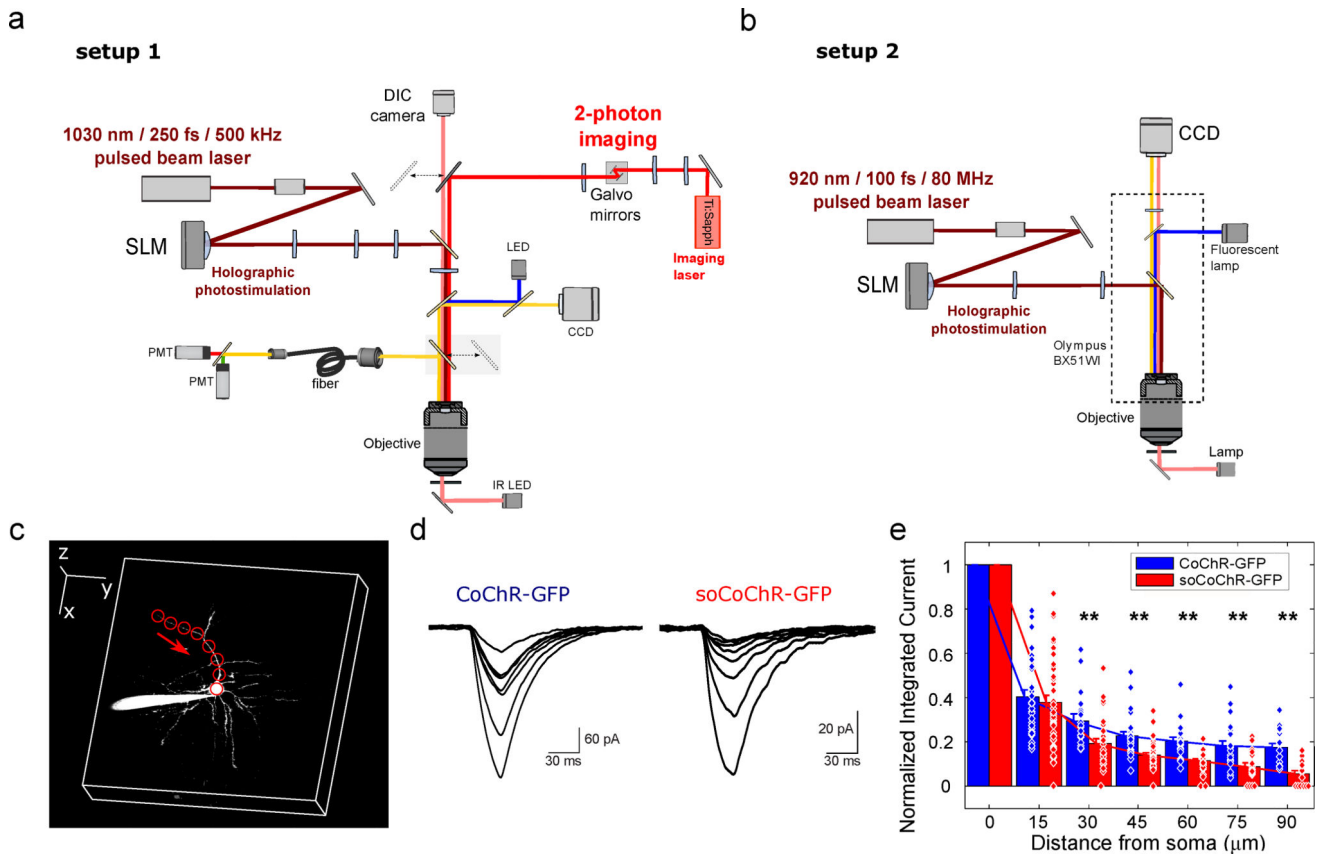 a
setup 1
DIC
camera
2-photon
imaging
1030 nm / 250 fs / 500 kHz
pulsed beam laser
Galvo
mirrors
Ti:Sapph
Imaging
laser
SLM
Holographic
photostimulation
LED
CCD
PMT
PMT
fiber
Objective
IR LED
b
setup 2
CCD
920 nm / 100 fs / 80 MHz
pulsed beam laser
Fluorescent
lamp
SLM
Holographic
photostimulation
Olympus
BX51WI
Objective
Lamp
c
z
y
x
d
CoChR-GFP
soCoChR-GFP
60 pA
30 ms
20 pA
30 ms
e
CoChR-GFP
soCoChR-GFP
** ** ** ** **
Normalized Integrated Current
1
0.8
0.6
0.4
0.2
0
0 15 30 45 60 75 90
Distance from soma (μm)